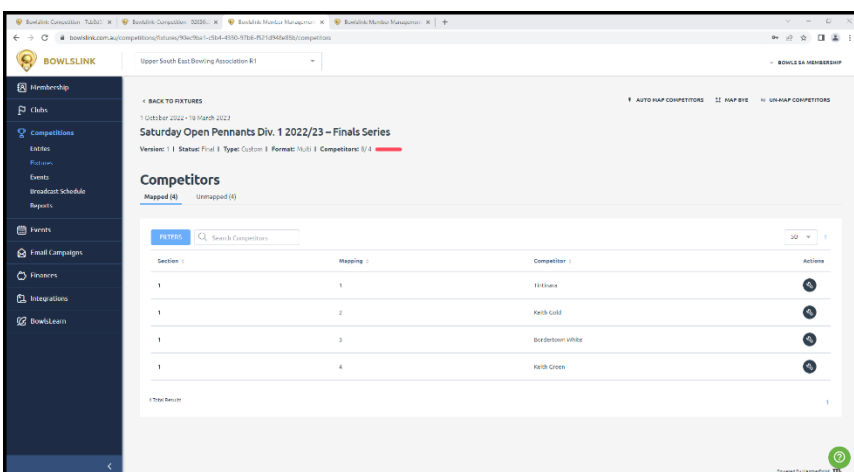 Bowlslink Member Managemen
Bowlslink Member Managemen
bowlslink.com.au/competitions/fixtures/
BOWLSLINK
Upper South East Bowling Association R1
BOWLS SA MEMBERSHIP
Membership
Clubs
Competitions
Entries
Fixtures
Events
Broadcast Schedule
Reports
Events
Email Campaigns
Finances
Integrations
BowlsLearn
< BACK TO FIXTURES
AUTO MAP COMPETITORS
MAP BYE
UN-MAP COMPETITORS
1 October 2022 - 18 March 2023
Saturday Open Pennants Div. 1 2022/23 – Finals Series
Version: 1 | Status: Final | Type: Custom | Format: Multi | Competitors: 8/4
Competitors
Mapped (4) Unmapped (4)
FILTERS
Search Competitors
50
Section Mapping Competitor Actions
1 1 Tintinara
1 2 Keith Gold
1 3 Bordertown White
1 4 Keith Green
4 Total Results
1